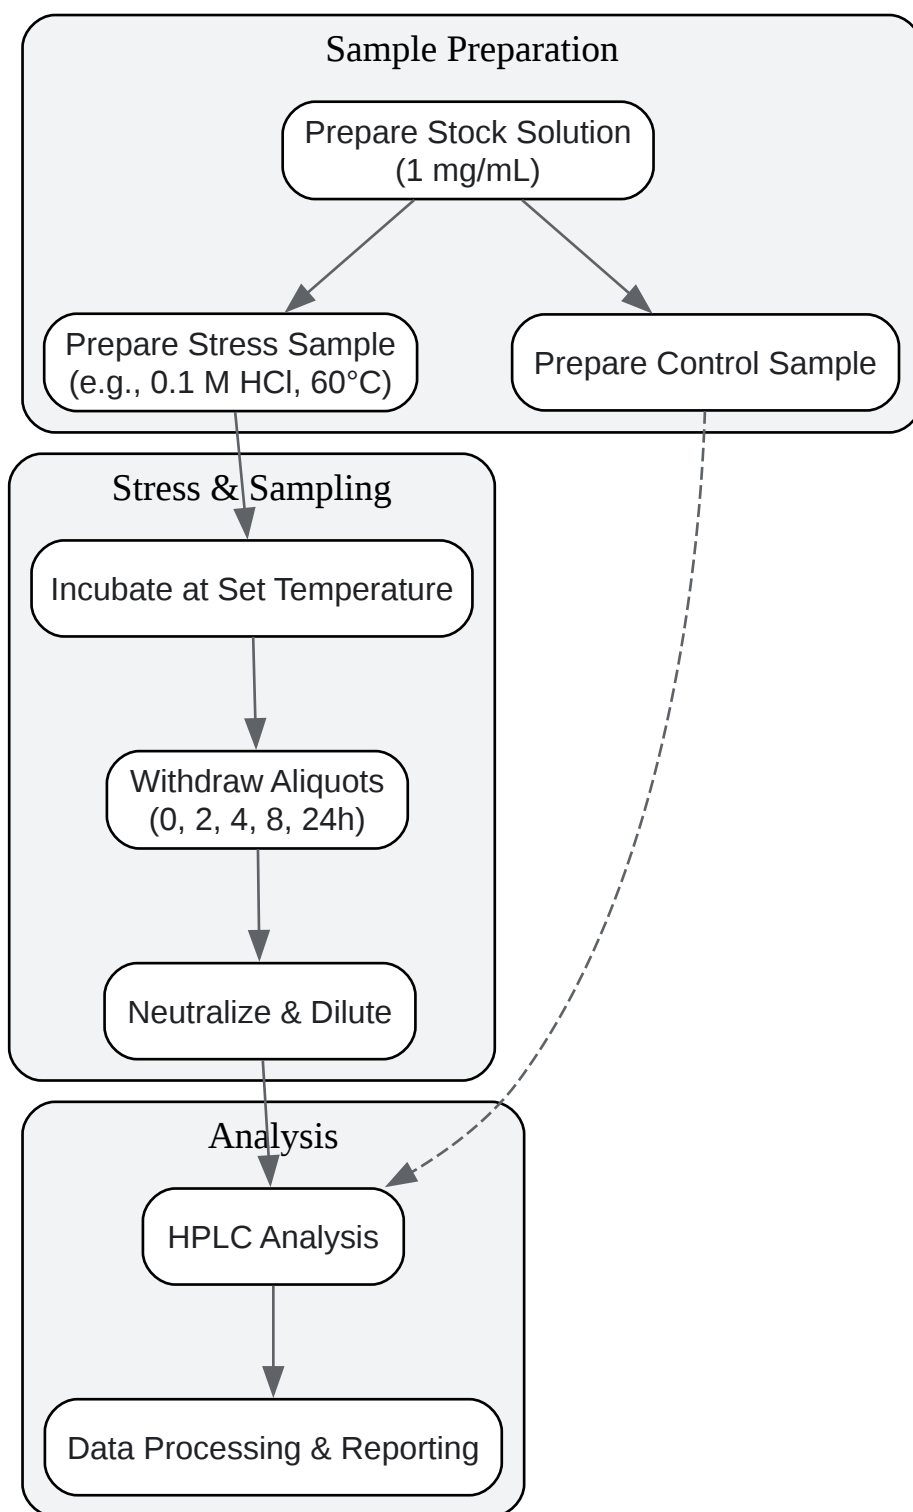 Sample Preparation
Prepare Stock Solution
(1 mg/mL)
Prepare Stress Sample
(e.g., 0.1 M HCl, 60°C)
Prepare Control Sample
Stress & Sampling
Incubate at Set Temperature
Withdraw Aliquots
(0, 2, 4, 8, 24h)
Neutralize & Dilute
Analysis
HPLC Analysis
Data Processing & Reporting